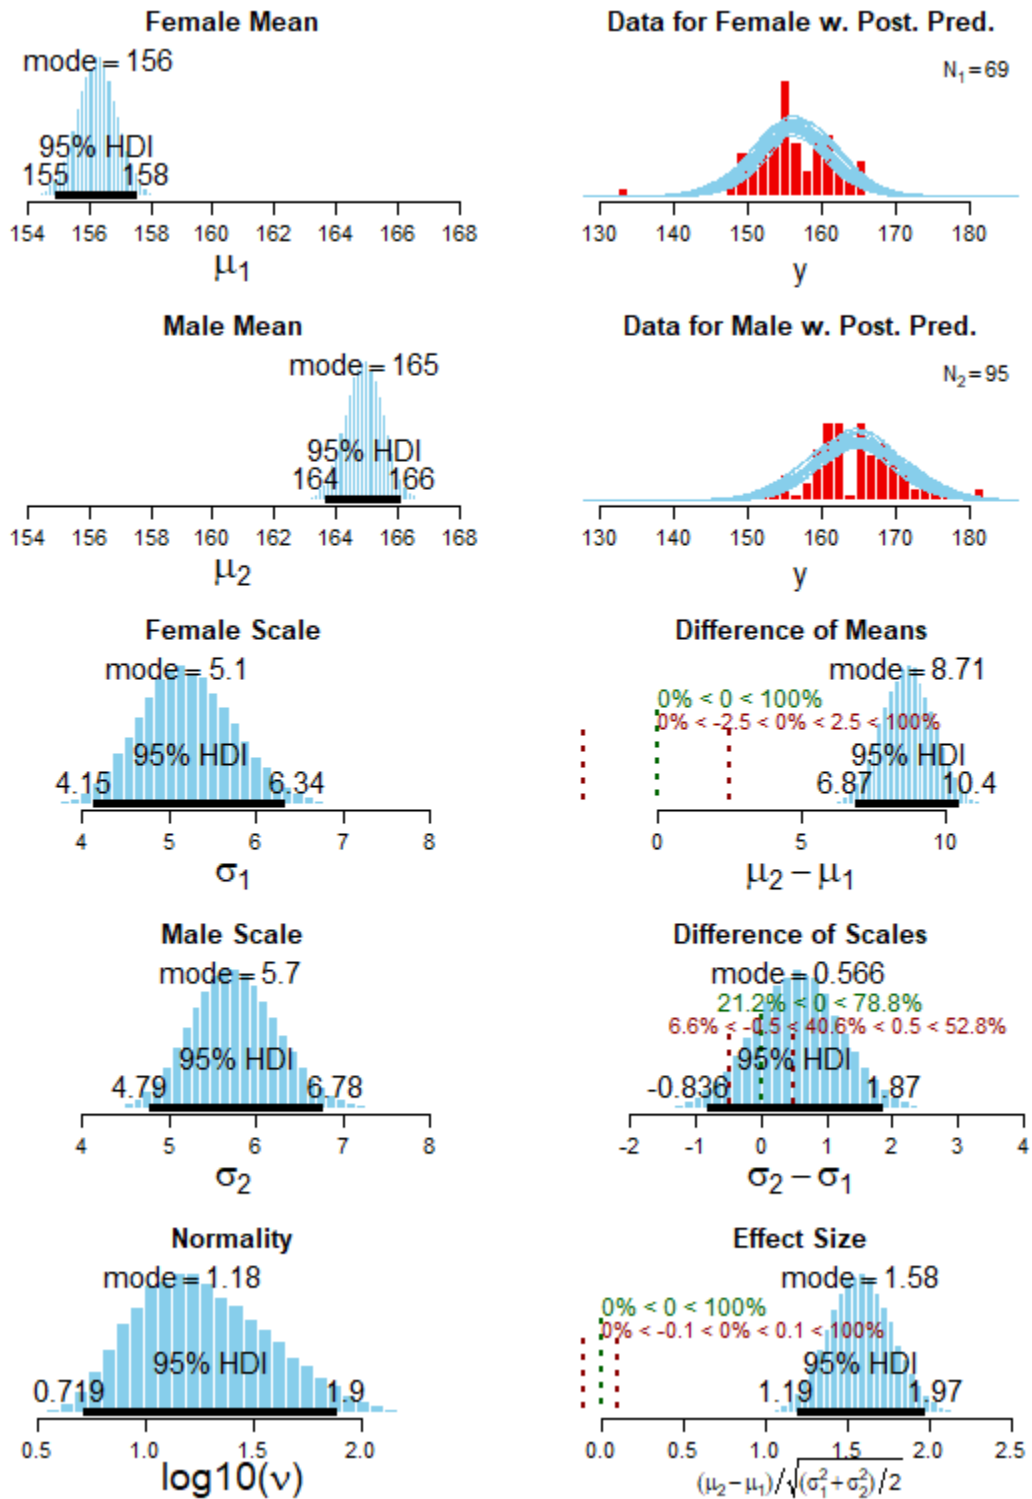 Female Mean
mode = 156
95% HDI
155 158
154 156 158 160 162 164 166 168
μ1
Data for Female w. Post. Pred.
N1=69
130 140 150 160 170 180
y
Male Mean
mode = 165
95% HDI
164 166
154 156 158 160 162 164 166 168
μ2
Data for Male w. Post. Pred.
N2=95
130 140 150 160 170 180
y
Female Scale
mode = 5.1
95% HDI
4.15 6.34
4 5 6 7 8
σ1
Difference of Means
mode = 8.71
0% < 0 < 100%
0% < -2.5 < 0% < 2.5 < 100%
95% HDI
6.87 10.4
0 5 10
μ2 − μ1
Male Scale
mode = 5.7
95% HDI
4.79 6.78
4 5 6 7 8
σ2
Difference of Scales
mode = 0.566
21.2% < 0 < 78.8%
6.6% < -0.5 < 40.6% < 0.5 < 52.8%
95% HDI
-0.836 1.87
-2 -1 0 1 2 3 4
σ2 − σ1
Normality
mode = 1.18
95% HDI
0.719 1.9
0.5 1.0 1.5 2.0
log10(ν)
Effect Size
mode = 1.58
0% < 0 < 100%
0% < -0.1 < 0% < 0.1 < 100%
95% HDI
1.19 1.97
0.0 0.5 1.0 1.5 2.0 2.5
(μ2 − μ1)/√(σ1²+σ2²)/2